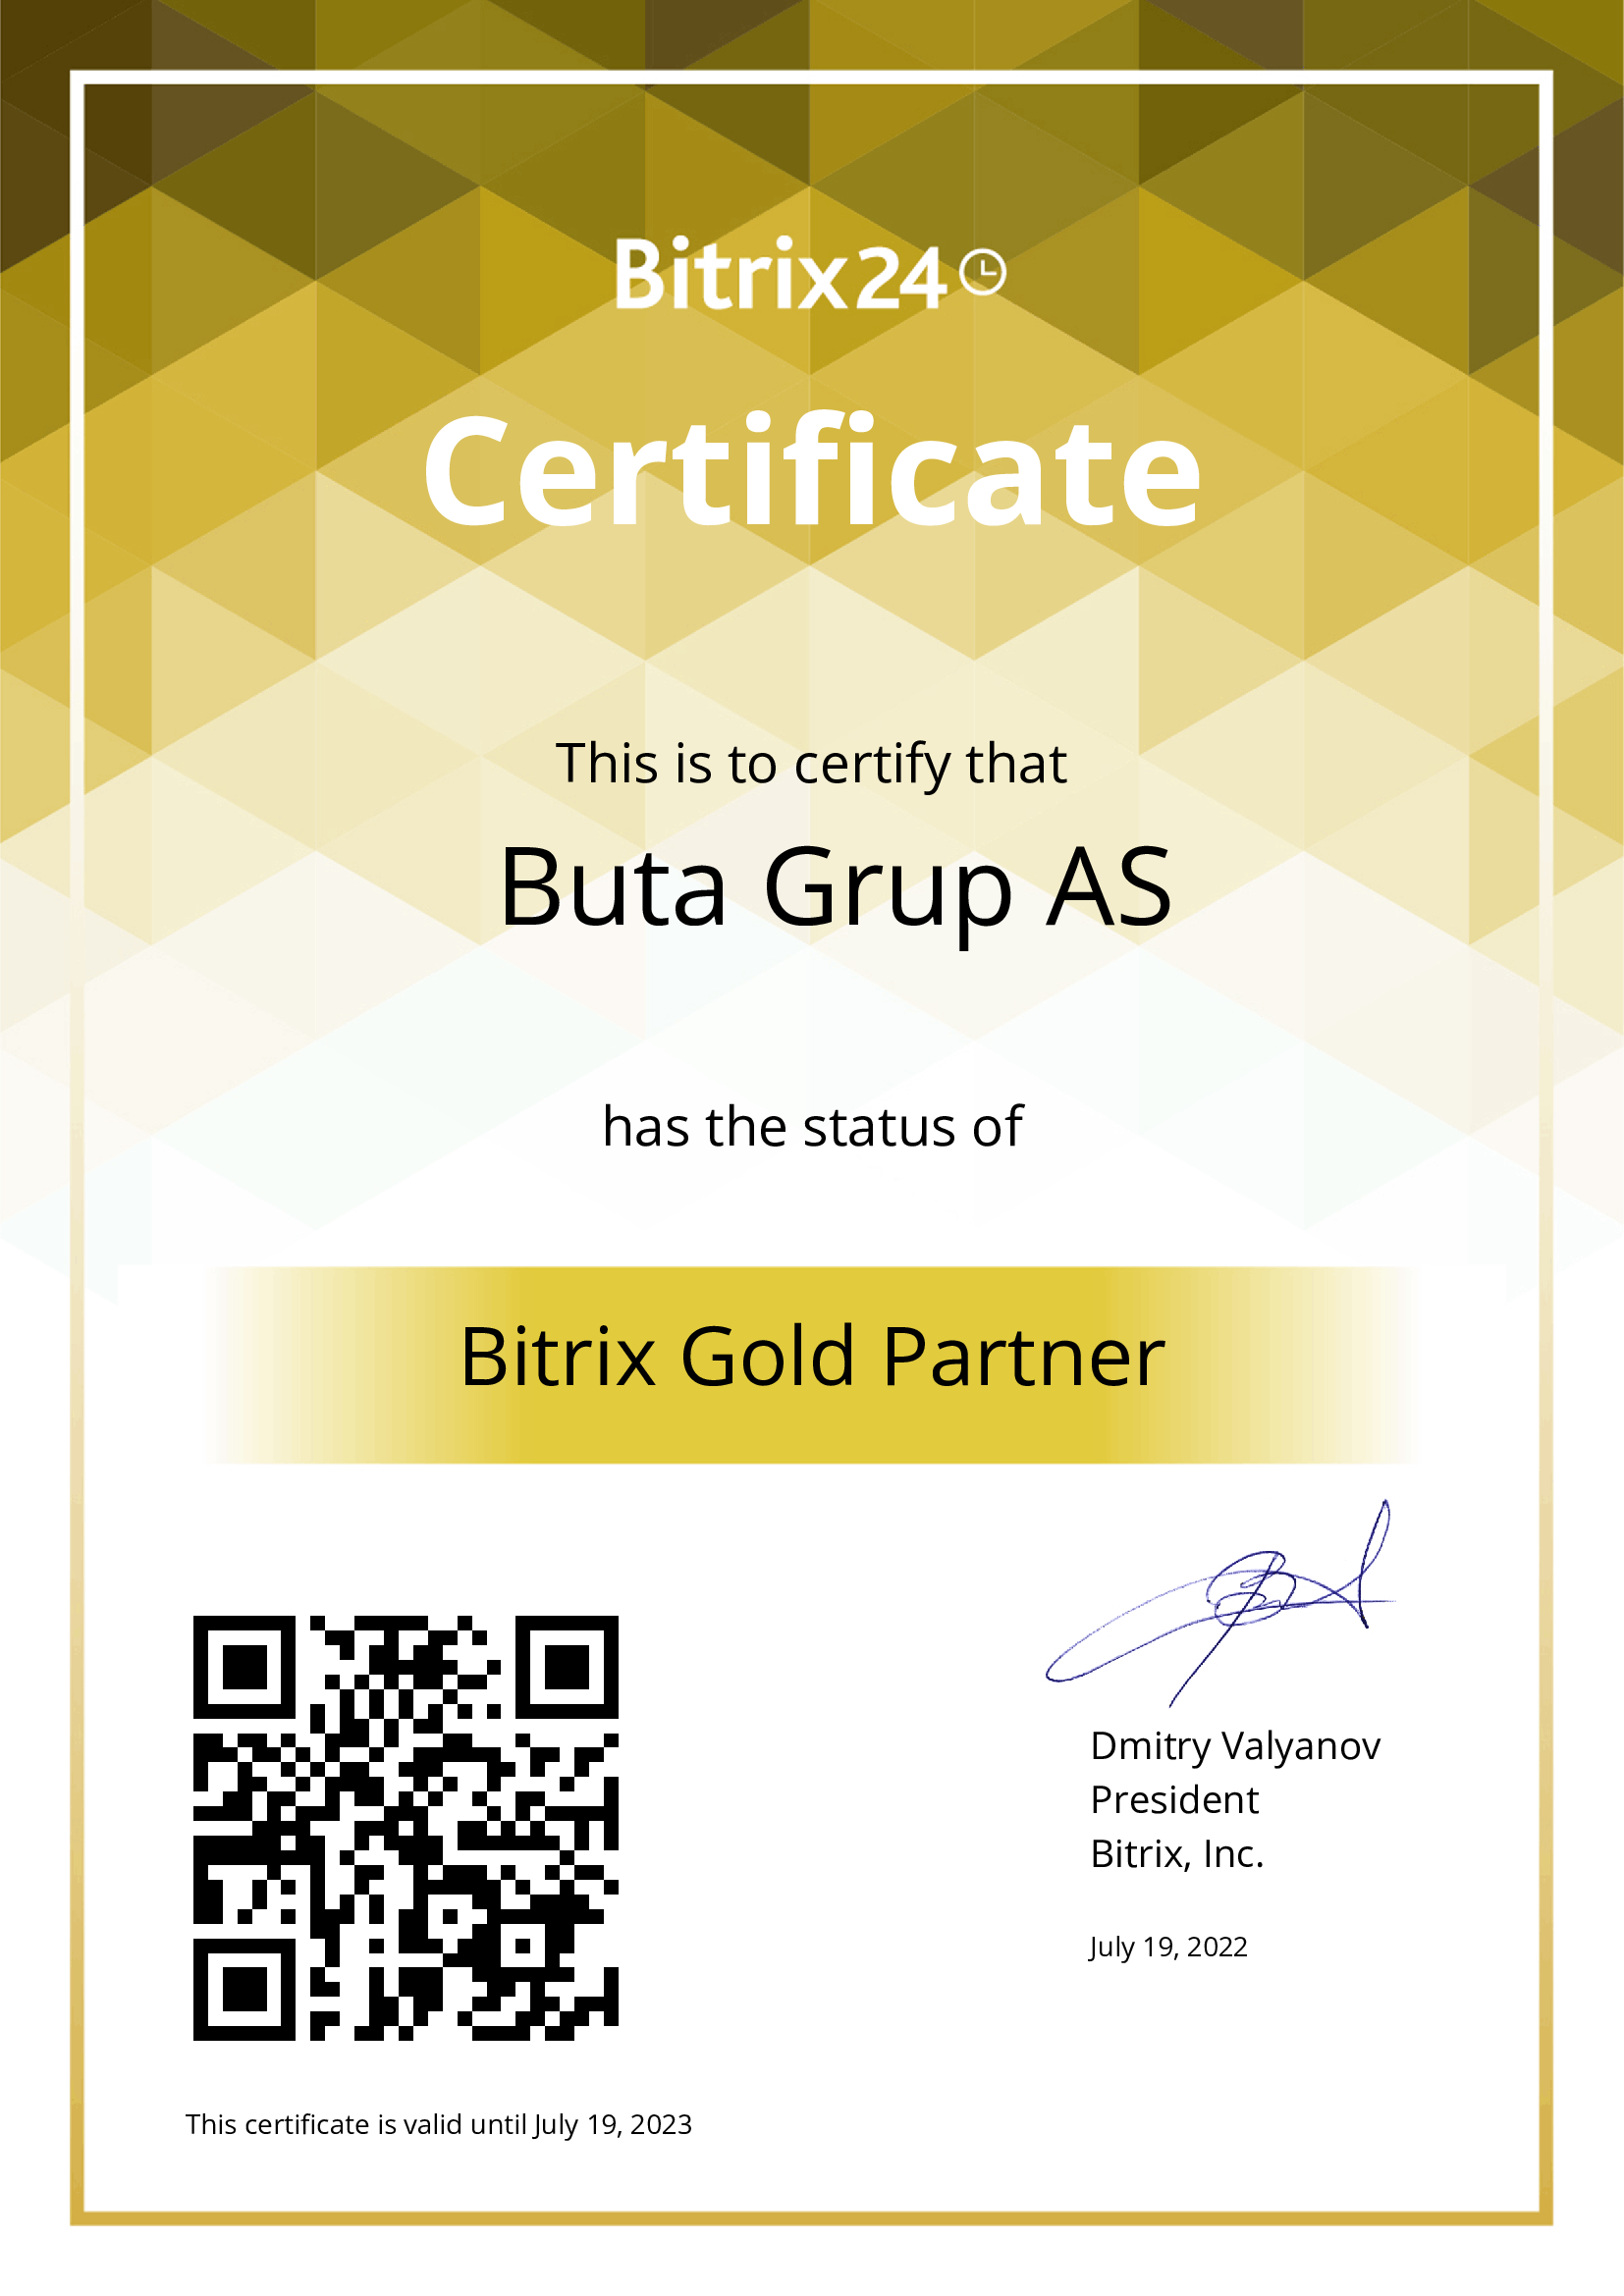 Bitrix24
Certificate
This is to certify that
Buta Grup AS
has the status of
Bitrix Gold Partner
Dmitry Valyanov
President
Bitrix, Inc.
July 19, 2022
This certificate is valid until July 19, 2023